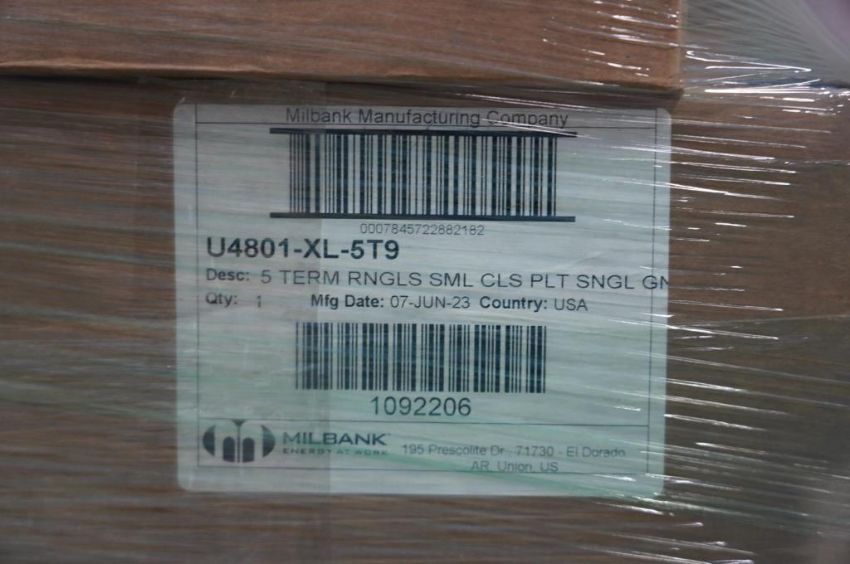 Milbank Manufacturing Company
0007845722882182
U4801-XL-5T9
Desc: 5 TERM RNGLS SML CLS PLT SNGL GN
Qty: 1 Mfg Date: 07-JUN-23 Country: USA
1092206
MILBANK
ENERGY AT WORK
195 Prescolite Dr., 71730 - El Dorado
AR, Union, US